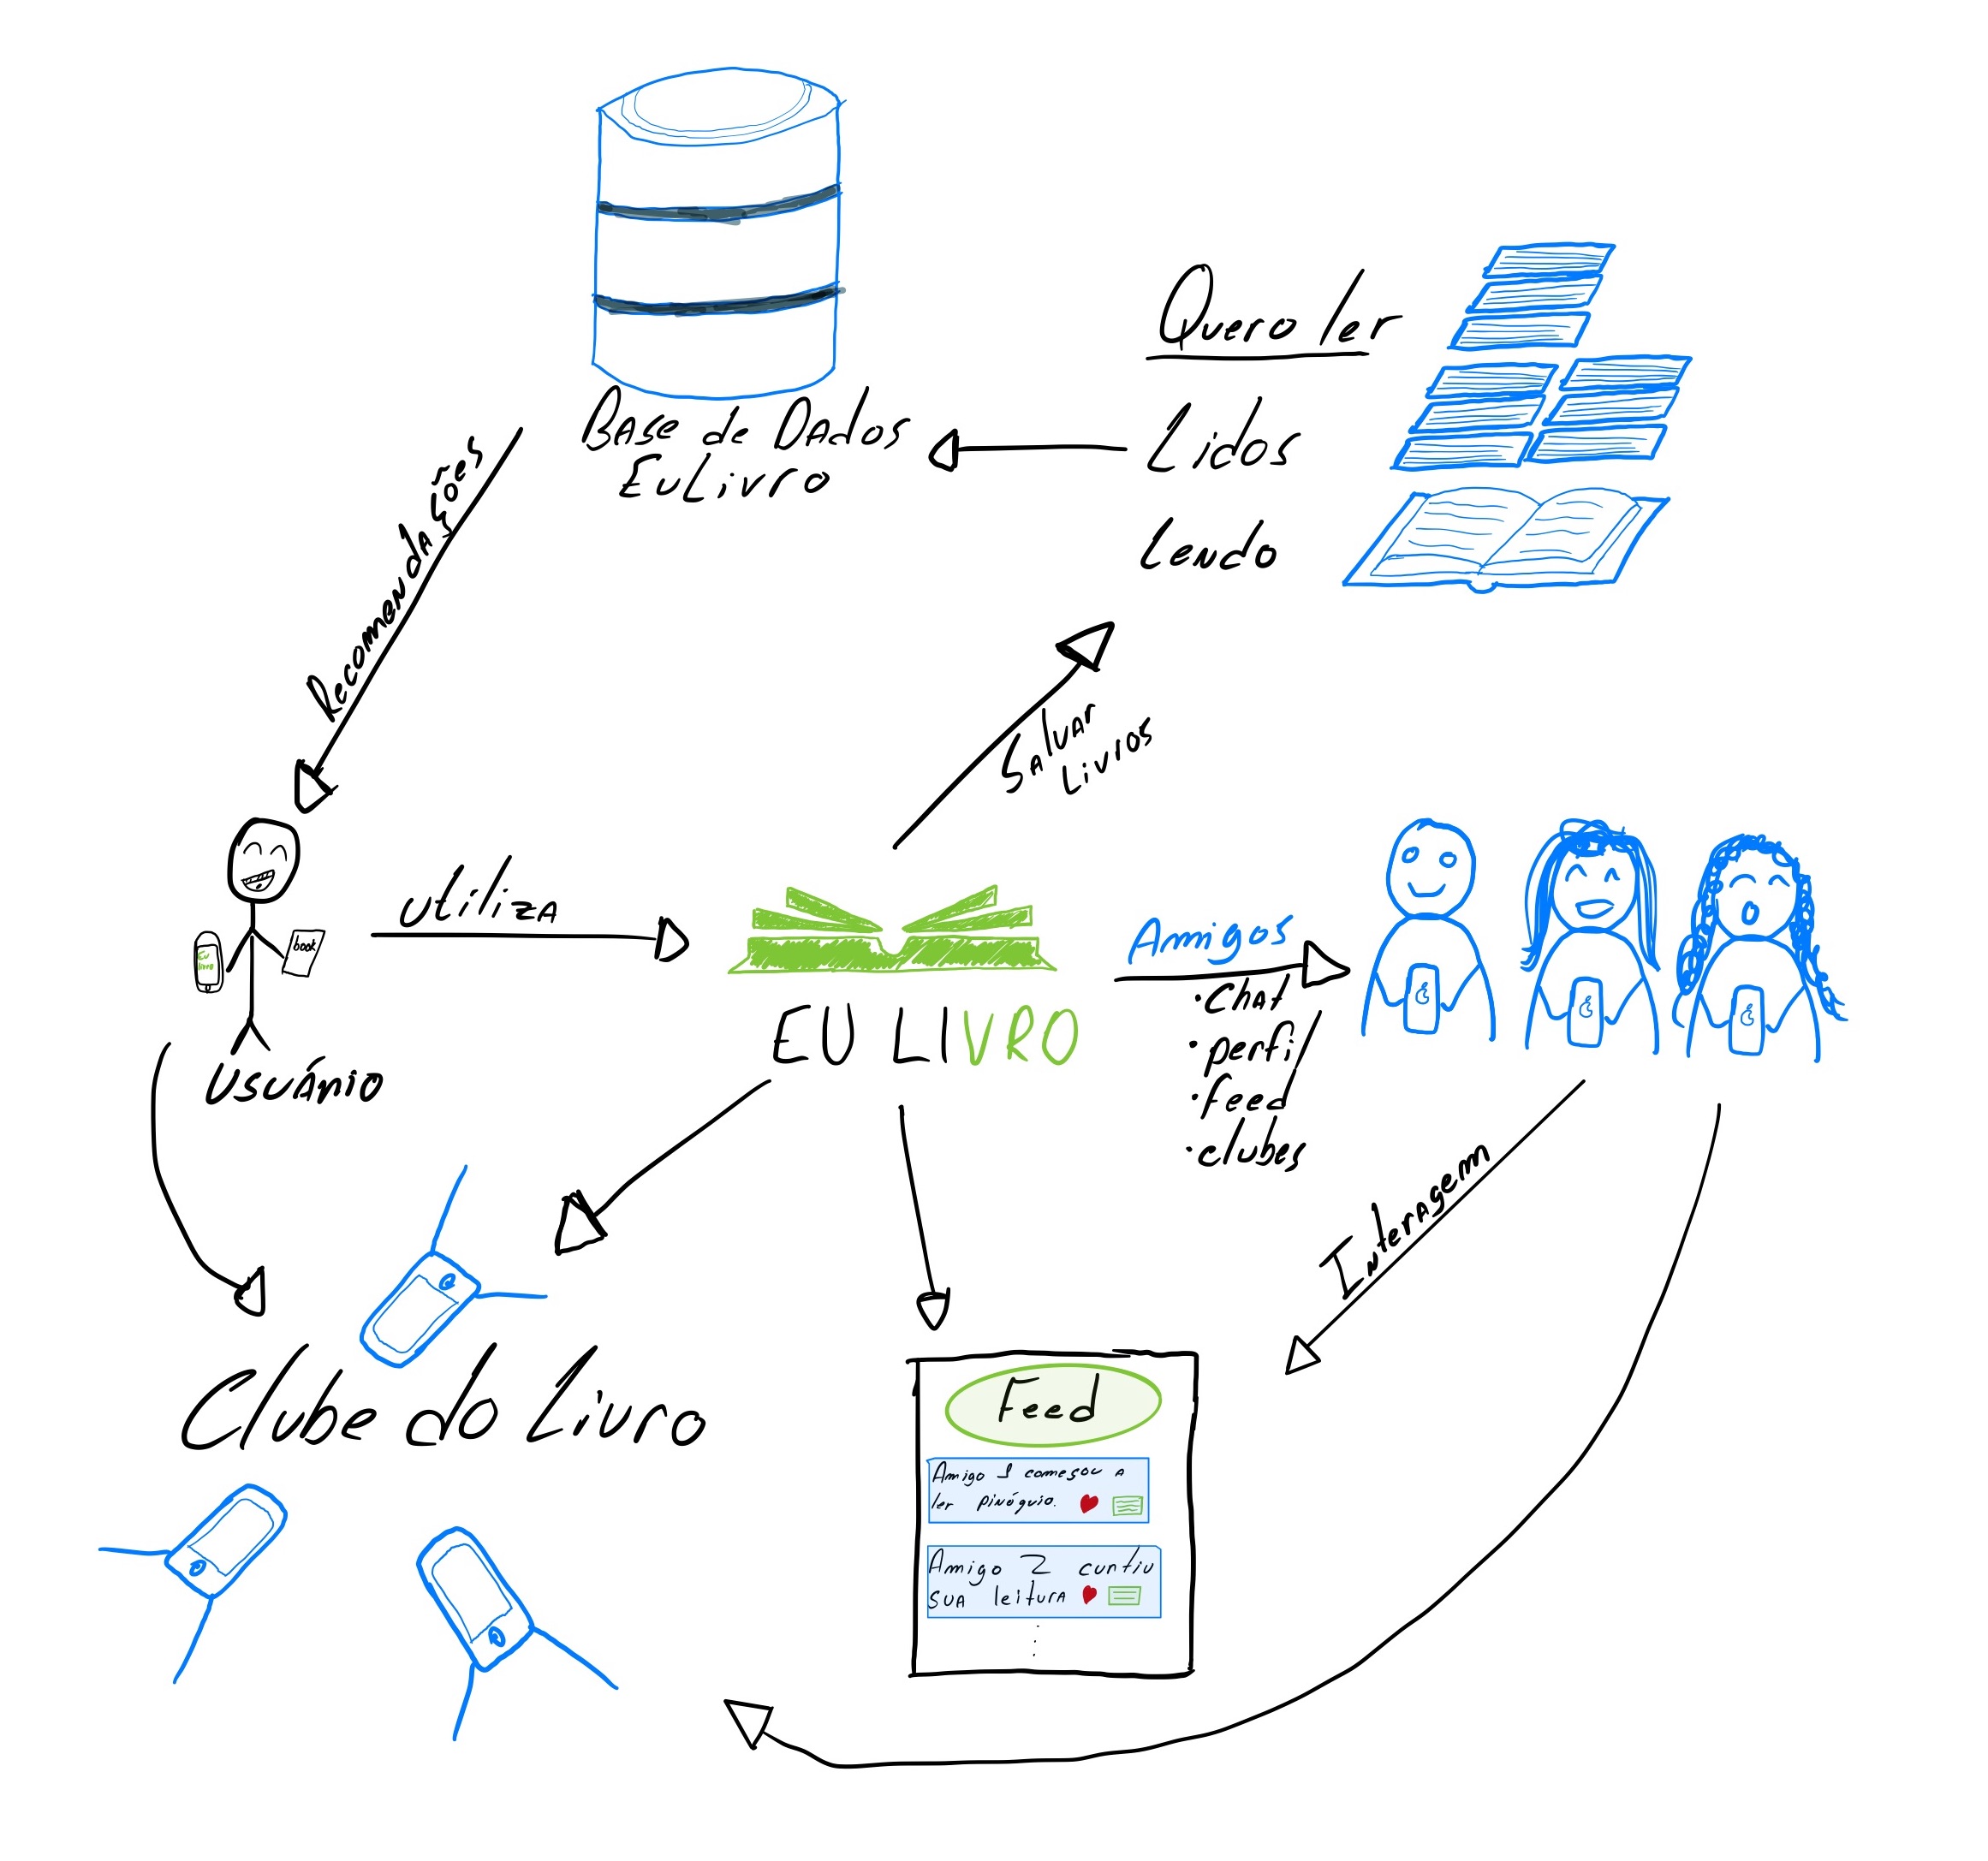 Base de Dados
EuLivro
Quero ler
Lidos
Lendo
Recomendações
Salvar
Livros
Utiliza
Eu
livro
book
Usuário
EU LIVRO
Amigos
• Chat
• perfil
• feed
• clubes
Interagem
Clube do Livro
Feed
Amigo 1 começou a
ler pinóquio.
Amigo 2 curtiu
sua leitura